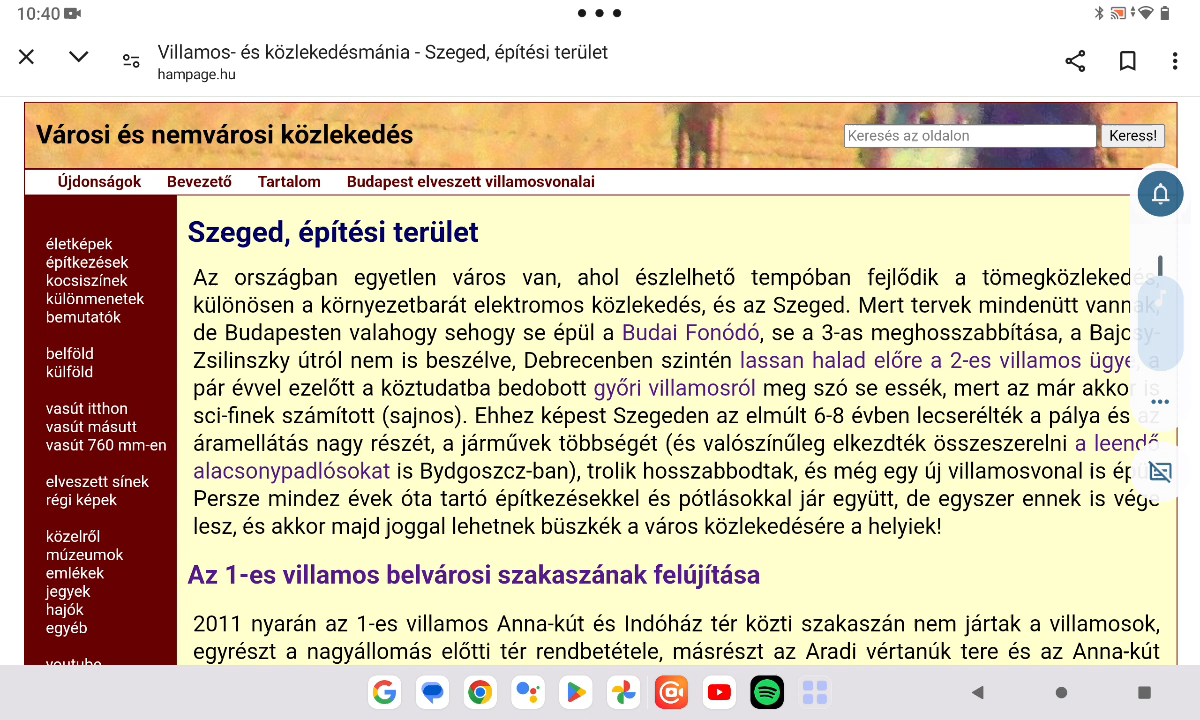 10:40
Villamos- és közlekedésmánia - Szeged, építési terület
hampage.hu
Városi és nemvárosi közlekedés
Keresés az oldalon
Keress!
Újdonságok Bevezető Tartalom Budapest elveszett villamosvonalai
életképek
építkezések
kocsiszínek
különmenetek
bemutatók
belföld
külföld
vasút itthon
vasút másutt
vasút 760 mm-en
elveszett sínek
régi képek
közelről
múzeumok
emlékek
jegyek
hajók
egyéb
youtube
Szeged, építési terület
Az országban egyetlen város van, ahol észlelhető tempóban fejlődik a tömegközlekedés,
különösen a környezetbarát elektromos közlekedés, és az Szeged. Mert tervek mindenütt vannak,
de Budapesten valahogy sehogy se épül a Budai Fonódó, se a 3-as meghosszabbítása, a Bajcsy-
Zsilinszky útról nem is beszélve, Debrecenben szintén lassan halad előre a 2-es villamos ügye, a
pár évvel ezelőtt a köztudatba bedobott győri villamosról meg szó se essék, mert az már akkor is
sci-finek számított (sajnos). Ehhez képest Szegeden az elmúlt 6-8 évben lecserélték a pálya és az
áramellátás nagy részét, a járművek többségét (és valószínűleg elkezdték összeszerelni a leendő
alacsonypadlósokat is Bydgoszcz-ban), trolik hosszabbodtak, és még egy új villamosvonal is épül.
Persze mindez évek óta tartó építkezésekkel és pótlásokkal jár együtt, de egyszer ennek is vége
lesz, és akkor majd joggal lehetnek büszkék a város közlekedésére a helyiek!
Az 1-es villamos belvárosi szakaszának felújítása
2011 nyarán az 1-es villamos Anna-kút és Indóház tér közti szakaszán nem jártak a villamosok,
egyrészt a nagyállomás előtti tér rendbetétele, másrészt az Aradi vértanúk tere és az Anna-kút